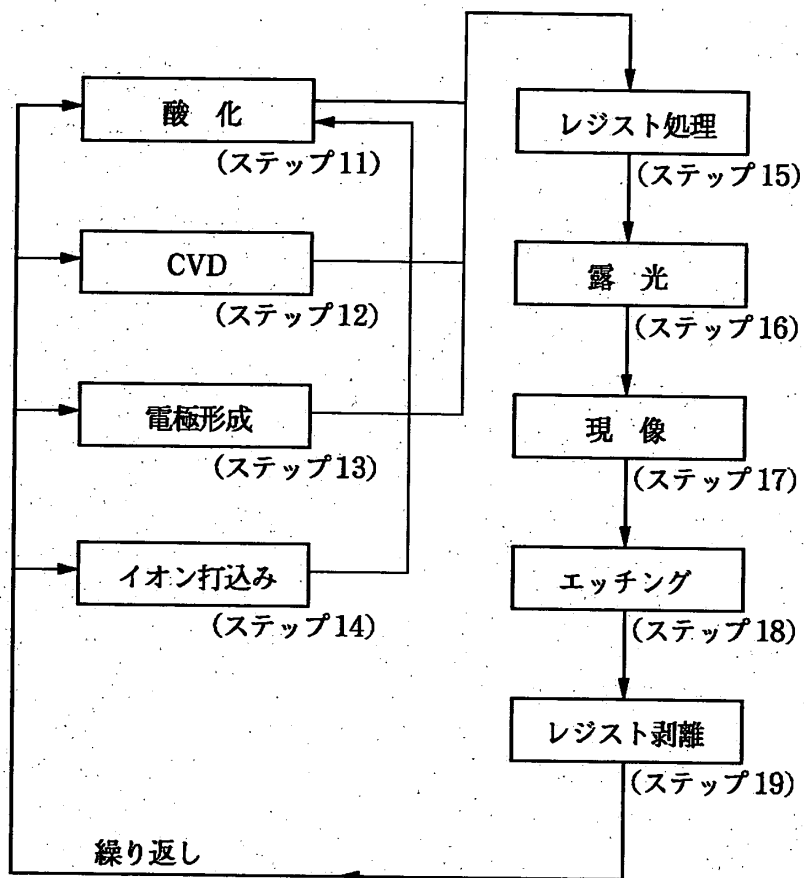 酸 化
(ステップ11)
CVD
(ステップ12)
電極形成
(ステップ13)
イオン打込み
(ステップ14)
レジスト処理
(ステップ15)
露 光
(ステップ16)
現 像
(ステップ17)
エッチング
(ステップ18)
レジスト剥離
(ステップ19)
繰り返し